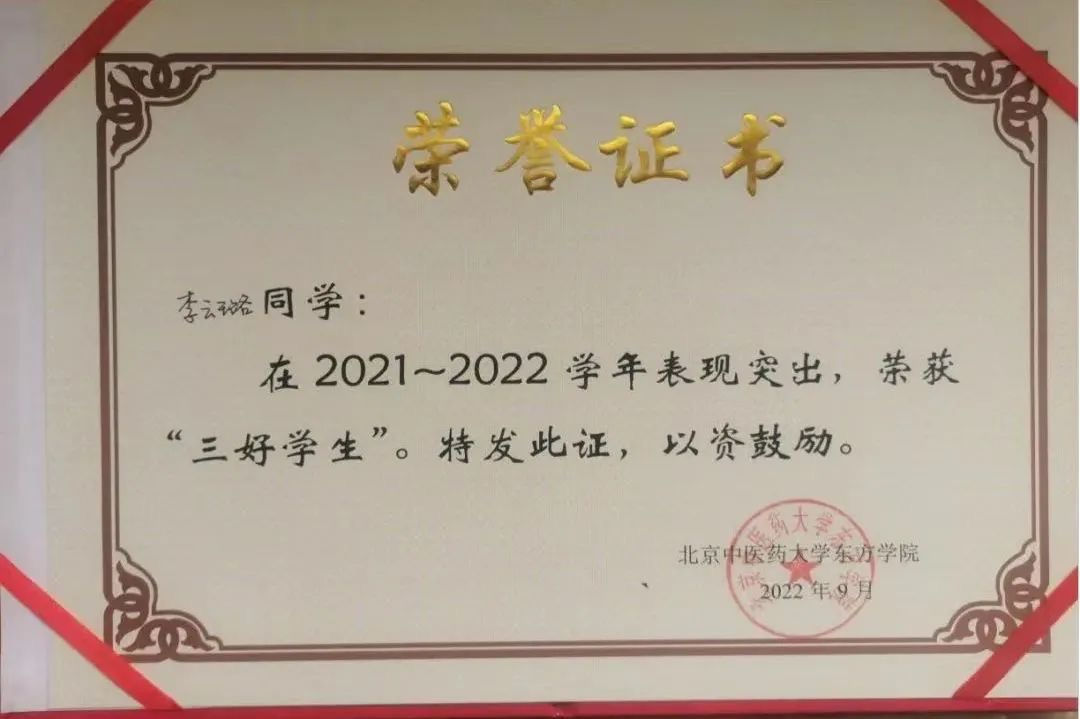 荣誉证书
李云璐同学：
在 2021~2022 学年表现突出，荣获
“三好学生”。特发此证，以资鼓励。
北京中医药大学东方学院
2022 年 9 月